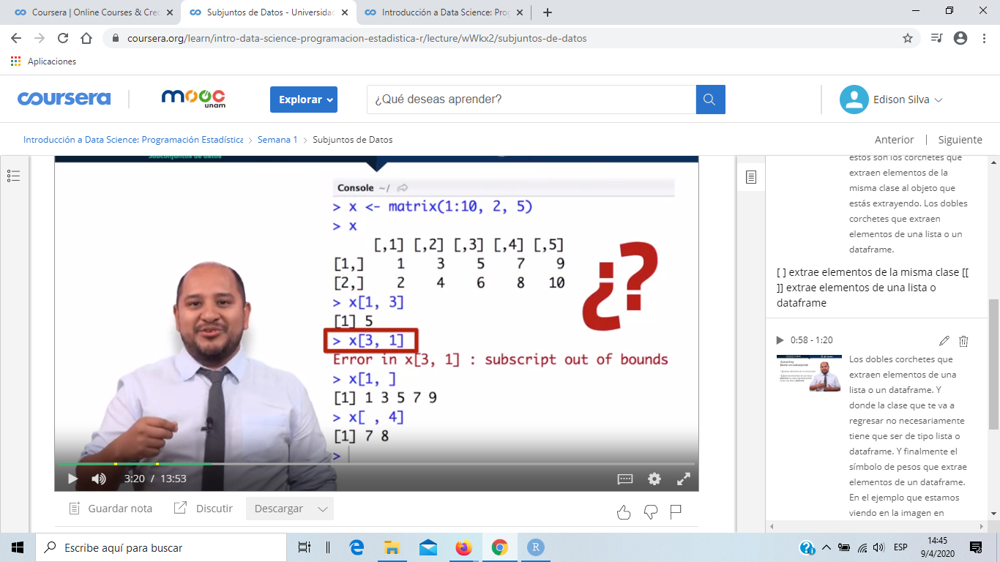 Coursera | Online Courses & Cred
Subjuntos de Datos - Universidad
Introducción a Data Science: Prog
coursera.org/learn/intro-data-science-programacion-estadistica-r/lecture/wWkx2/subjuntos-de-datos
Aplicaciones
coursera
mooc
unam
Explorar
¿Qué deseas aprender?
Edison Silva
Introducción a Data Science: Programación Estadística
Semana 1
Subjuntos de Datos
Anterior | Siguiente
Subconjuntos de datos
Console ~/
> x <- matrix(1:10, 2, 5)
> x
[,1] [,2] [,3] [,4] [,5]
[1,] 1 3 5 7 9
[2,] 2 4 6 8 10
> x[1, 3]
[1] 5
> x[3, 1]
Error in x[3, 1] : subscript out of bounds
> x[1, ]
[1] 1 3 5 7 9
> x[ , 4]
[1] 7 8
>
¿?
3:20 / 13:53
Guardar nota
Discutir
Descargar
estos son los corchetes que
extraen elementos de la
misma clase al objeto que
estás extrayendo. Los dobles
corchetes que extraen
elementos de una lista o un
dataframe.
[ ] extrae elementos de la misma clase [[
]] extrae elementos de una lista o
dataframe
0:58 - 1:20
Los dobles corchetes que
extraen elementos de una
lista o un dataframe. Y
donde la clase que te va a
regresar no necesariamente
tiene que ser de tipo lista o
dataframe. Y finalmente el
símbolo de pesos que extrae
elementos de un dataframe.
En el ejemplo que estamos
viendo en la imagen en
Escribe aquí para buscar
R
ESP
14:45
9/4/2020